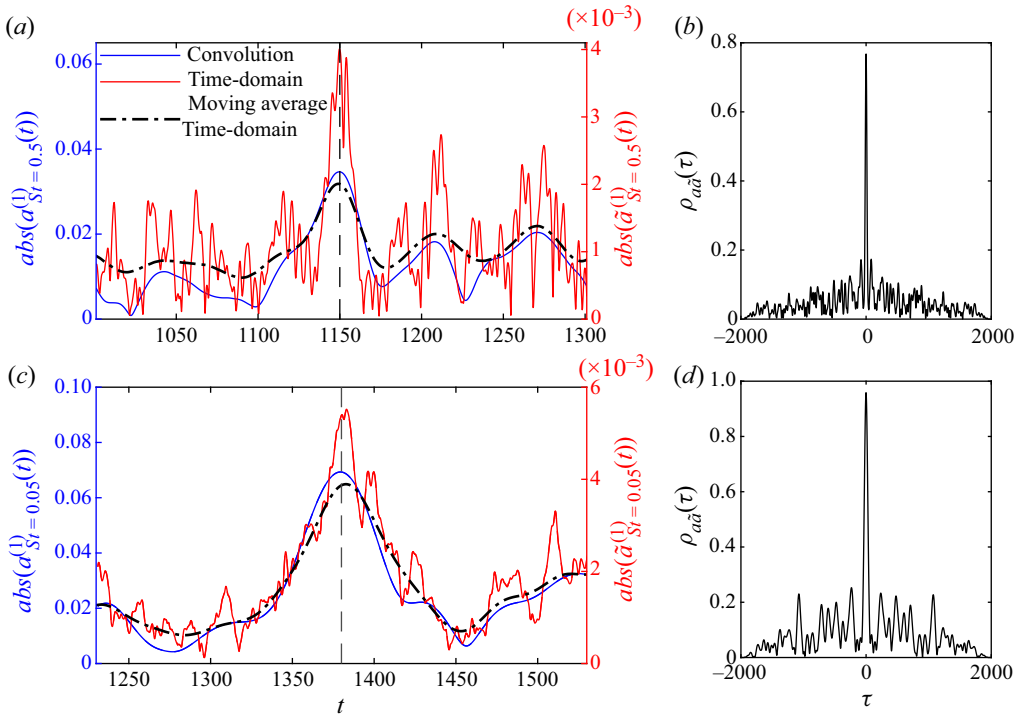 (a)
(×10⁻³)
0.06
0.04
0.02
0
abs(a⁽¹⁾St = 0.5(t))
Convolution
Time-domain
Moving average
Time-domain
4
3
2
1
0
abs(ã⁽¹⁾St = 0.5(t))
1050 1100 1150 1200 1250 1300
(b)
0.8
0.6
0.4
0.2
0
ρaã(τ)
−2000 0 2000
(c)
(×10⁻³)
0.10
0.08
0.06
0.04
0.02
0
abs(a⁽¹⁾St = 0.05(t))
6
4
2
0
abs(ã⁽¹⁾St = 0.05(t))
1250 1300 1350 1400 1450 1500
t
(d)
1.0
0.8
0.6
0.4
0.2
0
ρaã(τ)
−2000 0 2000
τ